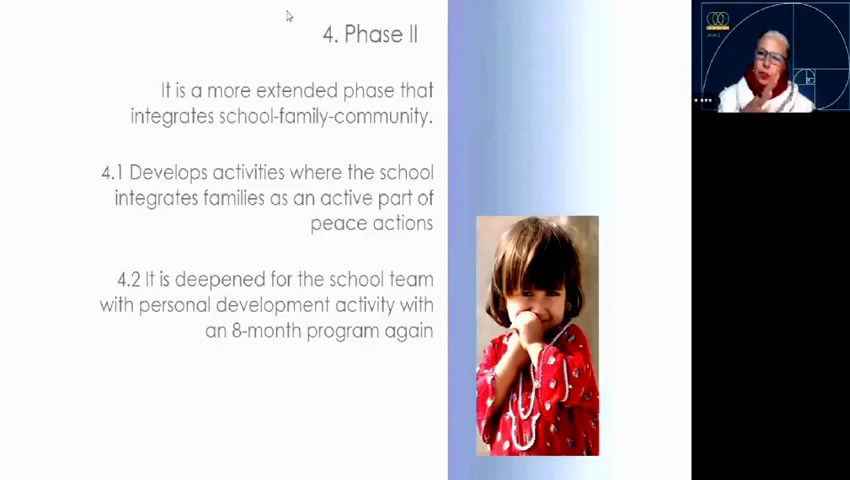 4. Phase II
It is a more extended phase that
integrates school-family-community.
4.1 Develops activities where the school
integrates families as an active part of
peace actions
4.2 It is deepened for the school team
with personal development activity with
an 8-month program again